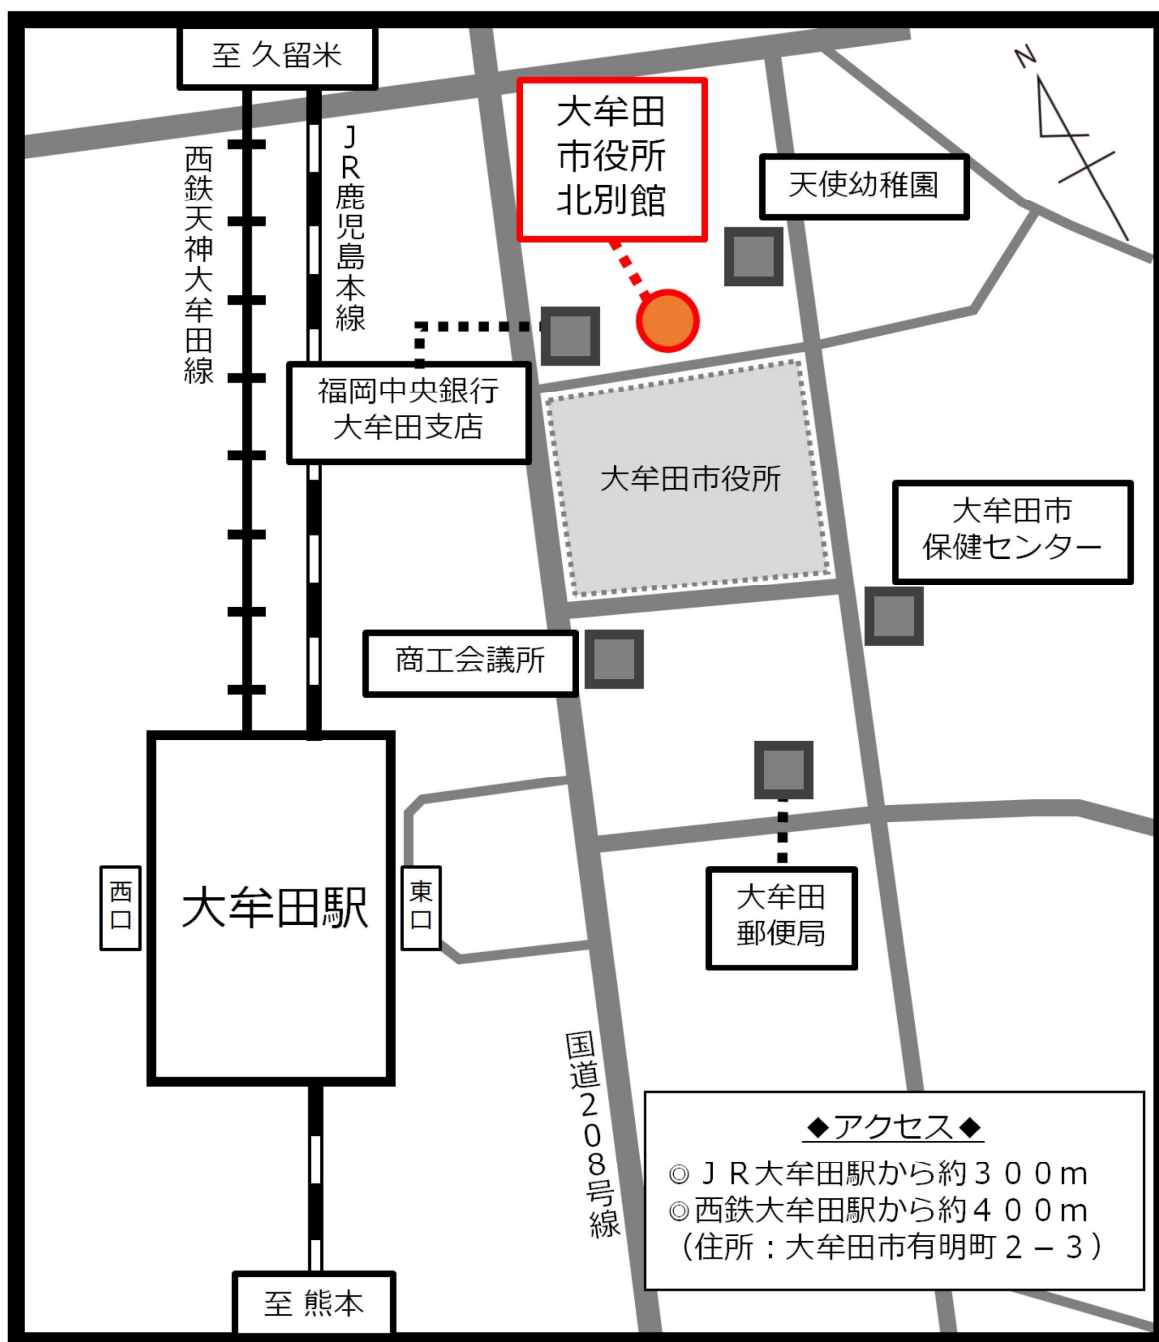 至 久留米
N
大牟田
市役所
北別館
天使幼稚園
西鉄天神大牟田線
ＪＲ鹿児島本線
福岡中央銀行
大牟田支店
大牟田市役所
大牟田市
保健センター
商工会議所
西口
大牟田駅
東口
大牟田
郵便局
国道２０８号線
◆アクセス◆
◎ＪＲ大牟田駅から約３００ｍ
◎西鉄大牟田駅から約４００ｍ
（住所：大牟田市有明町２－３）
至 熊本